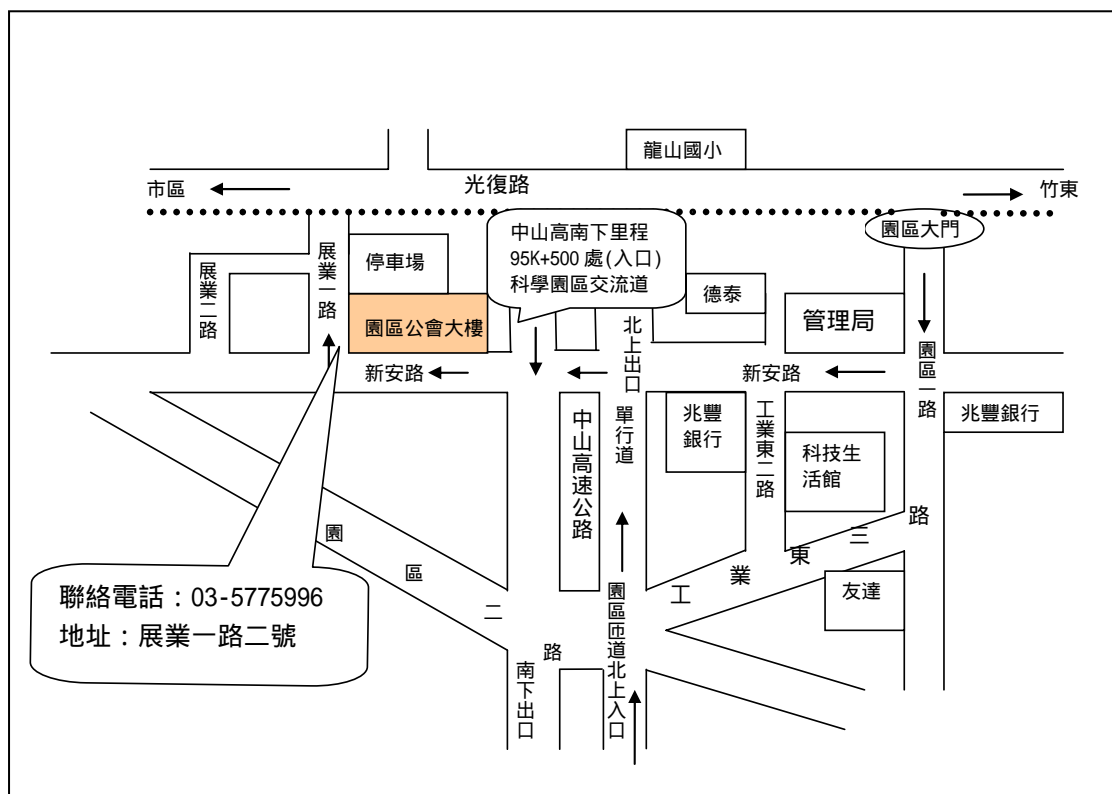 龍山國小
市區
光復路
竹東
園區大門
中山高南下里程
95K+500 處(入口)
科學園區交流道
展業一路
展業二路
停車場
德泰
園區公會大樓
北上出口
管理局
園區一路
新安路
新安路
中山高速公路
單行道
兆豐
銀行
工業東二路
科技生
活館
兆豐銀行
園區二路
工業東三路
友達
聯絡電話：03-5775996
地址：展業一路二號
南下出口
園區匝道北上入口